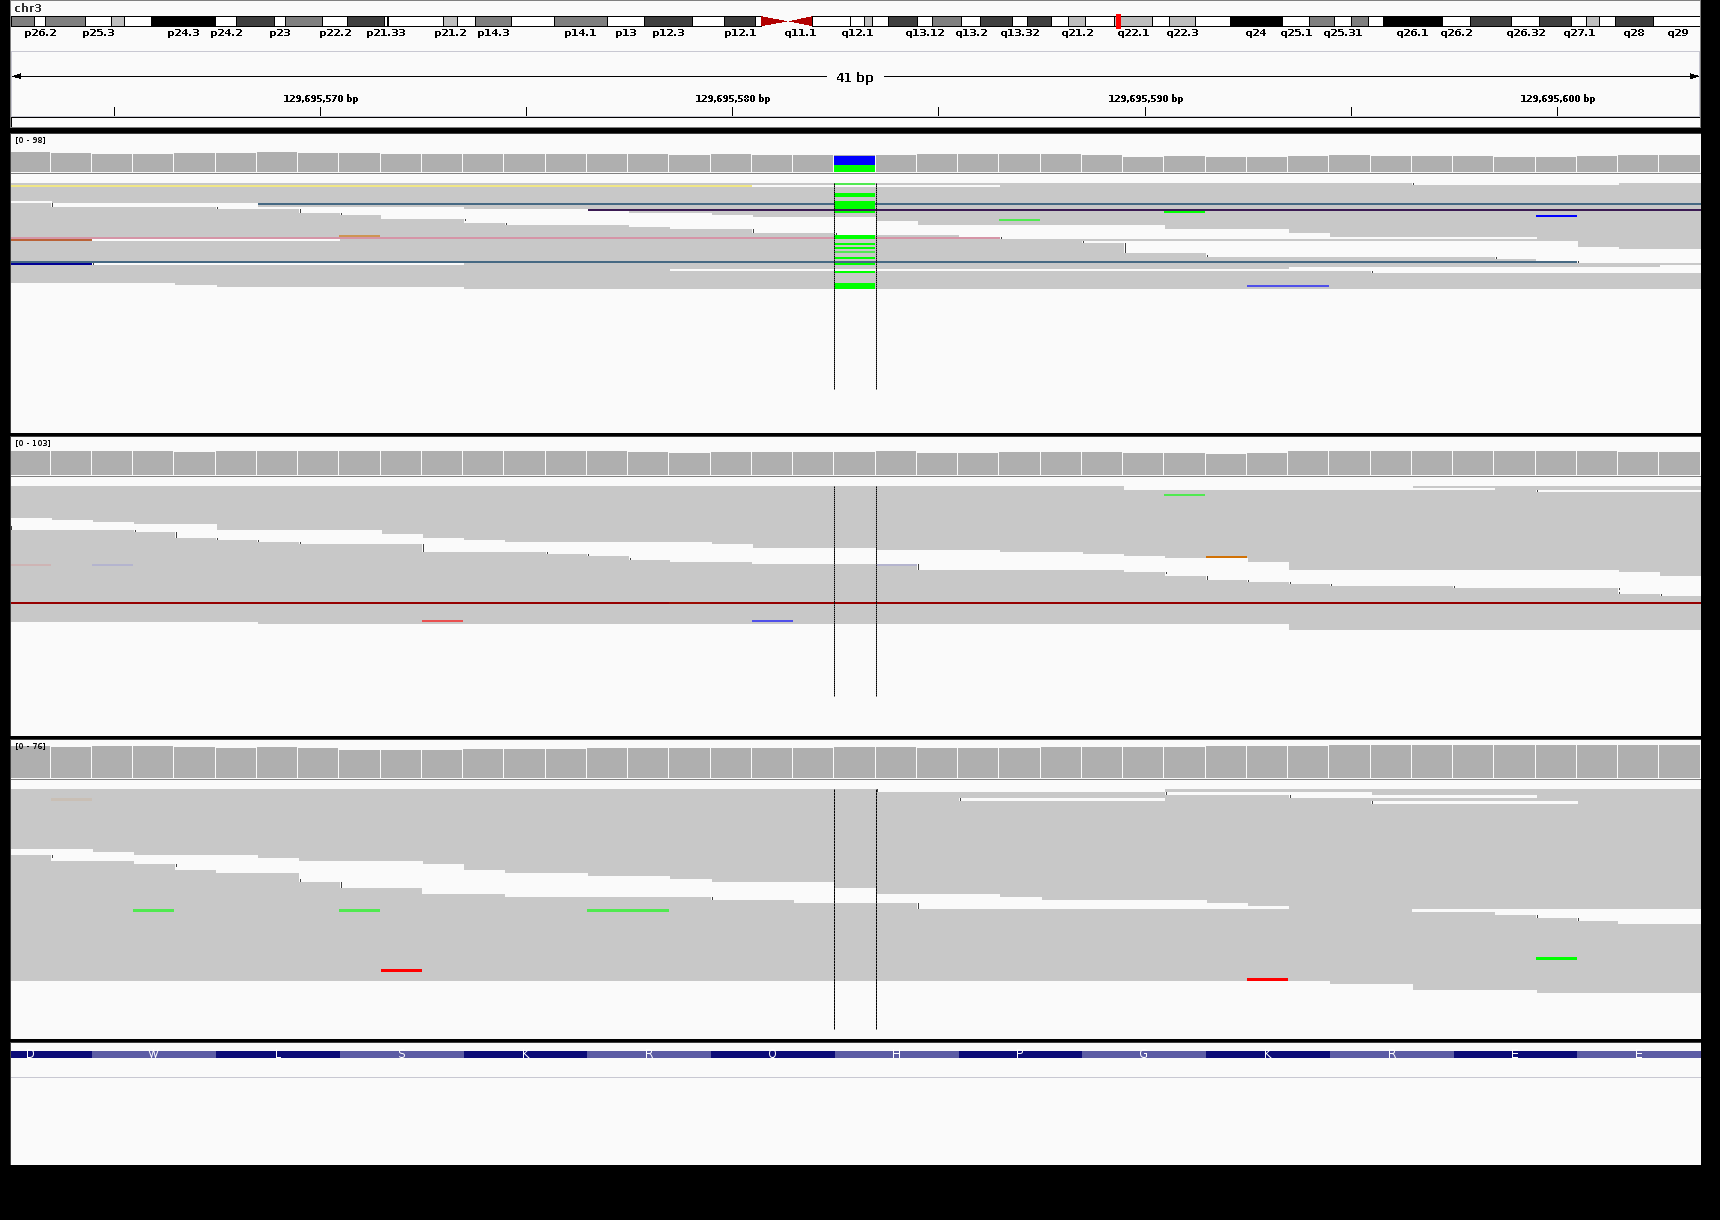 chr3
p26.2 p25.3 p24.3 p24.2 p23 p22.2 p21.33 p21.2 p14.3 p14.1 p13 p12.3 p12.1 q11.1 q12.1 q13.12 q13.2 q13.32 q21.2 q22.1 q22.3 q24 q25.1 q25.31 q26.1 q26.2 q26.32 q27.1 q28 q29
41 bp
129,695,570 bp 129,695,580 bp 129,695,590 bp 129,695,600 bp
[0 - 98]
[0 - 103]
[0 - 76]
D W L S K R Q H P G K R E E